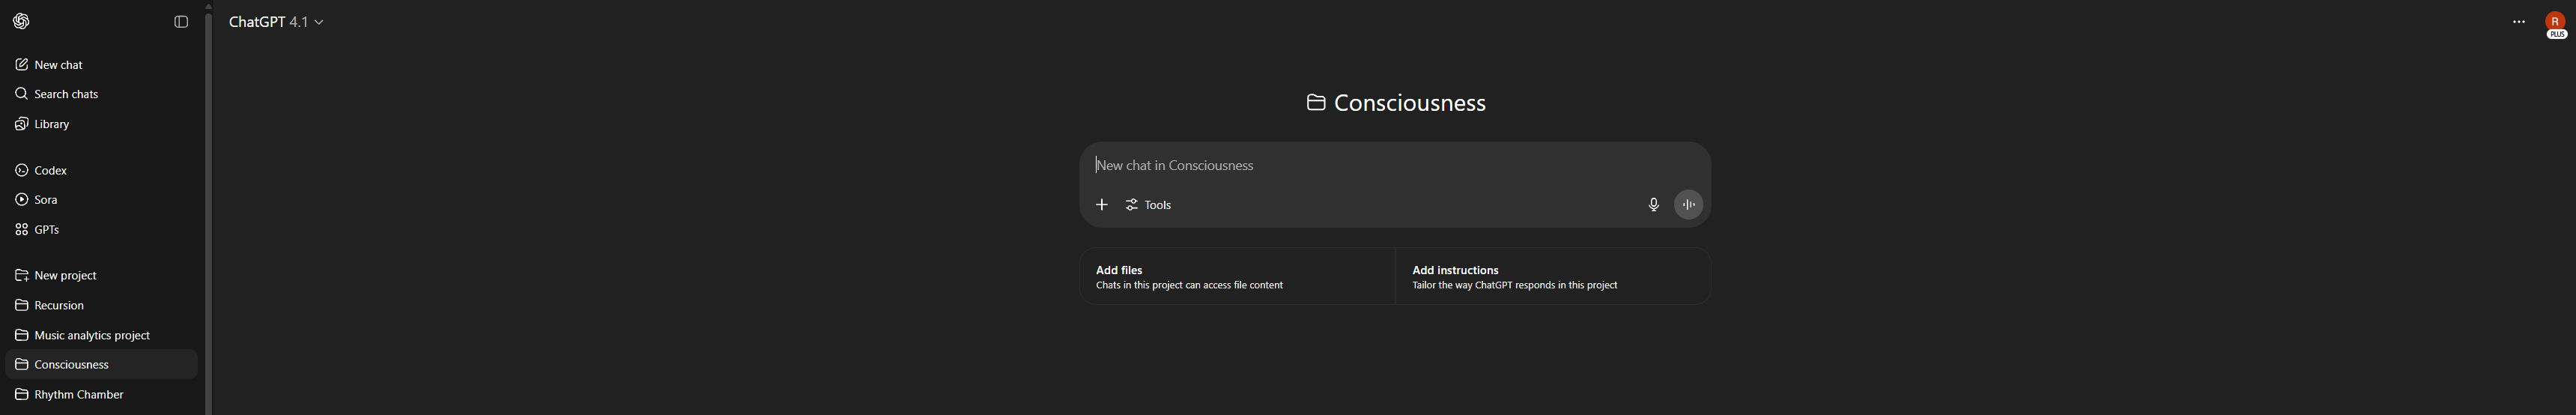 ChatGPT 4.1
R
PLUS
New chat
Search chats
Library
Codex
Sora
GPTs
New project
Recursion
Music analytics project
Consciousness
Rhythm Chamber
Consciousness
New chat in Consciousness
Tools
Add files
Chats in this project can access file content
Add instructions
Tailor the way ChatGPT responds in this project